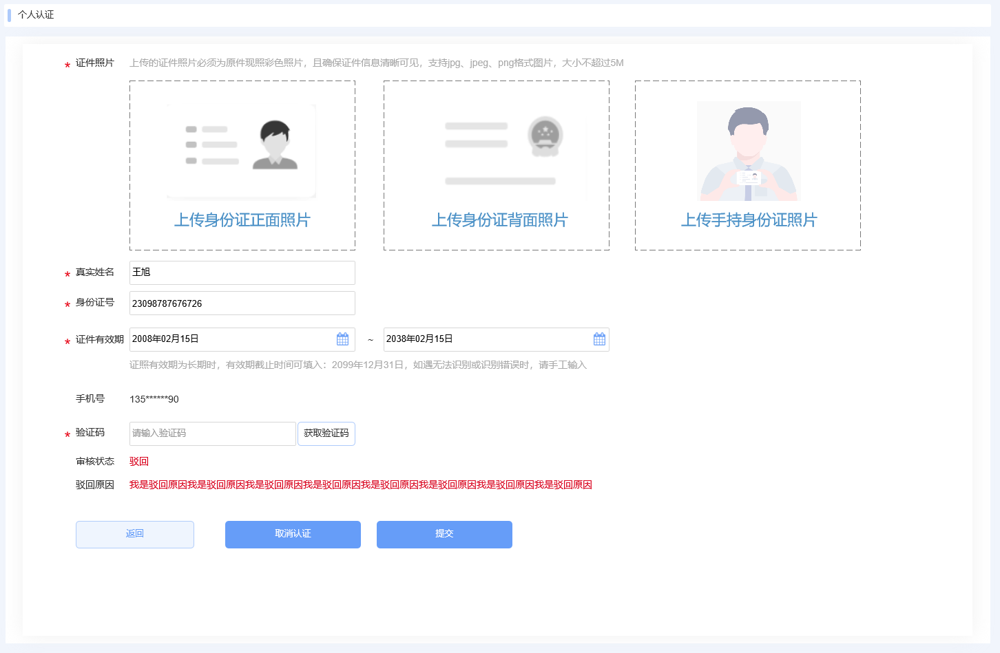 个人认证
* 证件照片 上传的证件照片必须为原件现照彩色照片，且确保证件信息清晰可见，支持jpg、jpeg、png格式图片，大小不超过5M
上传身份证正面照片 上传身份证背面照片 上传手持身份证照片
* 真实姓名 王旭
* 身份证号 23098787676726
* 证件有效期 2008年02月15日 ~ 2038年02月15日
证照有效期为长期时，有效期截止时间可填入：2099年12月31日，如遇无法识别或识别错误时，请手工输入
手机号 135******90
* 验证码 请输入验证码 获取验证码
审核状态 驳回
驳回原因 我是驳回原因我是驳回原因我是驳回原因我是驳回原因我是驳回原因我是驳回原因我是驳回原因我是驳回原因
返回 取消认证 提交